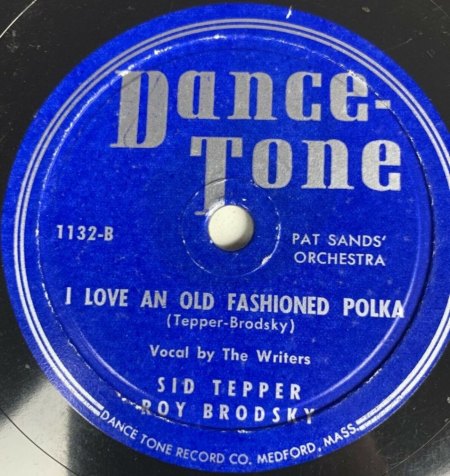 Dance-
Tone
1132-B
PAT SANDS'
ORCHESTRA
I LOVE AN OLD FASHIONED POLKA
(Tepper-Brodsky)
Vocal by The Writers
SID TEPPER
ROY BRODSKY
DANCE TONE RECORD CO. MEDFORD, MASS.